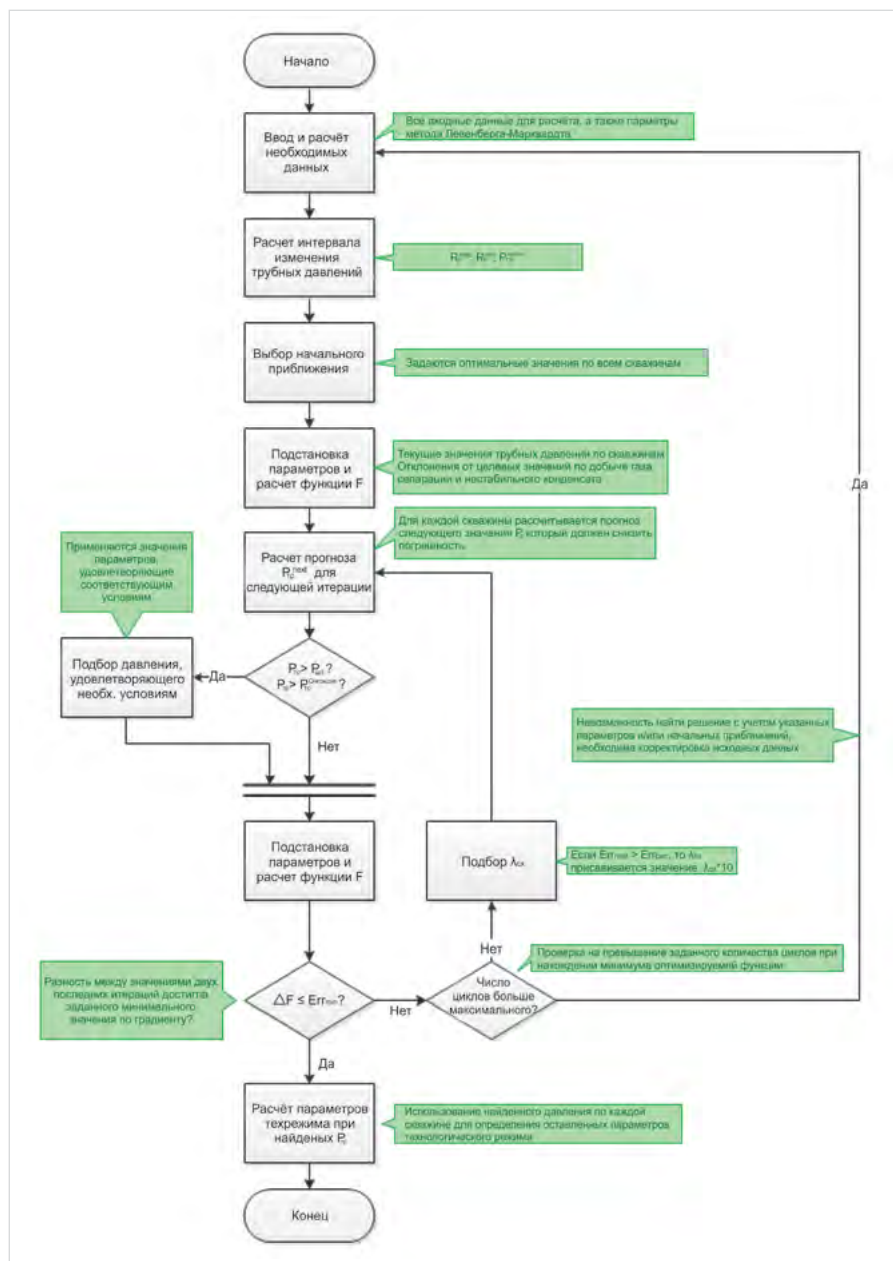 Начало
Ввод и расчёт
необходимых
данных
Все входные данные для расчёта, а также парметры
метода Левенберга-Марквардта
Расчет интервала
изменения
трубных давлений
Выбор начального
приближения
Задаются оптимальные значения по всем скважинам
Подстановка
параметров и
расчет функции F
Текущие значения трубных давлений по скважинам
Отклонения от целевых значений по добыче газа
сепарации и нестабильного конденсата
Да
Для каждой скважины рассчитывается прогноз
следующего значения P, который должен снизить
погрешность
Расчет прогноза
для
следующей итерации
Применяются значения
параметров,
удовлетворяющие
соответствующим
условиям
Подбор давления,
удовлетворяющего
необх. условиям
Да
Нет
Невозможность найти решение с учетом указанных
параметров и/или начальных приближений,
необходима корректировка исходных данных
Подстановка
параметров и
расчет функции F
Подбор
Если то
присваивается значение
Нет
Проверка на превышение заданного количества циклов при
нахождении минимума оптимизируемой функции
Разность между значениями двух
последних итераций достигла
заданного минимального
значения по градиенту?
△F ≤
Нет
Число
циклов больше
максимального?
Да
Расчёт параметров
техрежима при
найденых
Использование найденного давления по каждой
скважине для определения оставленных параметров
технологического режима
Конец